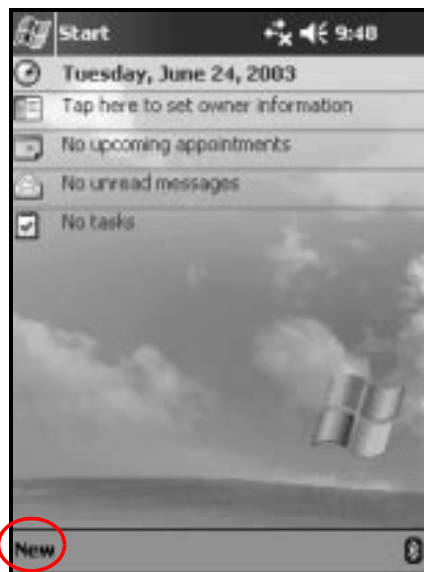 Start 9:48
Tuesday, June 24, 2003
Tap here to set owner information
No upcoming appointments
No unread messages
No tasks
New